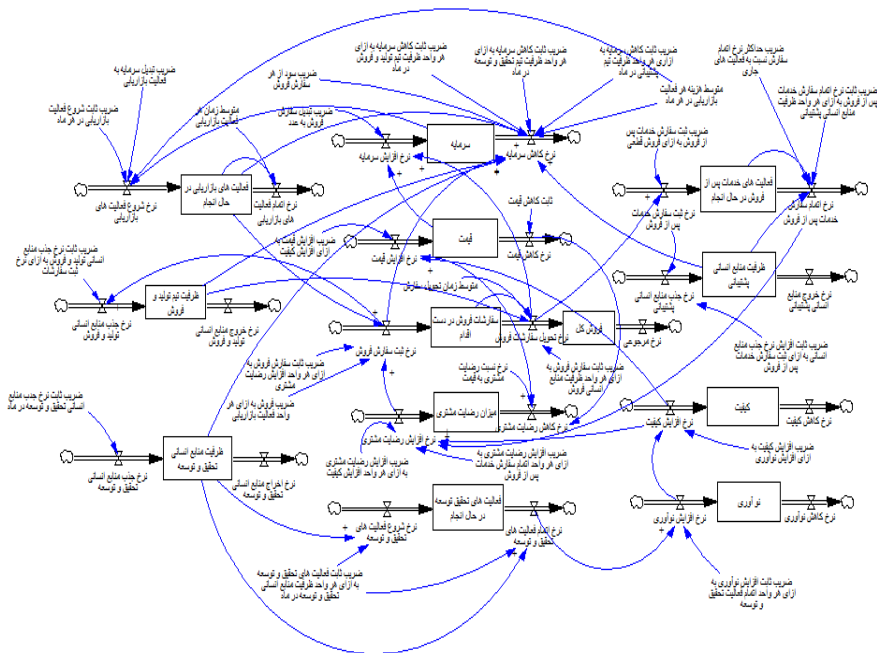 ضریب تبدیل سرمایه به
فعالیت بازاریابی
ضریب ثابت شروع فعالیت
بازاریابی در هر ماه
متوسط زمان هر
فعالیت بازاریابی
ضریب سود از هر
سفارش فروش
ضریب ثابت کاهش سرمایه به ازای
هر واحد ظرفیت تیم تولید و فروش
در ماه
ضریب ثابت کاهش سرمایه به ازای
هر واحد ظرفیت تیم تحقیق و توسعه
در ماه
ضریب ثابت کاهش سرمایه به
ازای هر واحد ظرفیت تیم
پشتیبانی در ماه
متوسط هزینه هر فعالیت
بازاریابی در هر ماه
ضریب حداکثر نرخ اتمام
سفارش نسبت به فعالیت های
جاری
ضریب ثابت نرخ اتمام سفارش خدمات
پس از فروش به ازای هر واحد ظرفیت
منابع انسانی پشتیبانی
ضریب تبدیل سفارش
فروش به عدد
سرمایه
نرخ افزایش سرمایه
نرخ کاهش سرمایه
ضریب ثبت سفارش خدمات پس
از فروش به ازای فروش قطعی
نرخ شروع فعالیت های
بازاریابی
فعالیت های بازاریابی در
حال انجام
نرخ اتمام فعالیت
های بازاریابی
نرخ ثبت سفارش خدمات
پس از فروش
فعالیت های خدمات پس از
فروش در حال انجام
نرخ اتمام سفارش
خدمات پس از فروش
ضریب افزایش قیمت به
ازای افزایش کیفیت
نرخ افزایش قیمت
قیمت
ثابت کاهش قیمت
نرخ کاهش قیمت
ضریب ثابت نرخ جذب منابع
انسانی تولید و فروش به ازای نرخ
ثبت سفارشات
نرخ جذب منابع انسانی
تولید و فروش
ظرفیت تیم تولید و
فروش
نرخ خروج منابع انسانی
تولید و فروش
نرخ جذب منابع انسانی
پشتیبانی
ظرفیت منابع انسانی
پشتیبانی
نرخ خروج منابع
انسانی پشتیبانی
متوسط زمان تحویل سفارش
نرخ ثبت سفارش فروش
سفارشات فروش در دست
اقدام
نرخ تحویل سفارشات فروش
فروش کل
نرخ مرجوعی
ضریب ثابت افزایش نرخ جذب منابع
انسانی به ازای ثبت سفارش خدمات
پس از فروش
ضریب ثابت سفارش فروش به
ازای هر واحد افزایش رضایت
مشتری
ضریب فروش به ازای هر
واحد فعالیت بازاریابی
نرخ نسبت رضایت
مشتری به قیمت
ضریب ثابت سفارش فروش به
ازای هر واحد ظرفیت منابع
انسانی فروش
نرخ افزایش رضایت مشتری
میزان رضایت مشتری
نرخ کاهش رضایت مشتری
نرخ افزایش کیفیت
کیفیت
نرخ کاهش کیفیت
ضریب ثابت نرخ جذب منابع
انسانی تحقیق و توسعه در ماه
نرخ جذب منابع انسانی
تحقیق و توسعه
ظرفیت منابع انسانی
تحقیق و توسعه
نرخ اخراج منابع انسانی
تحقیق و توسعه
ضریب افزایش رضایت مشتری
به ازای هر واحد افزایش کیفیت
ضریب افزایش رضایت مشتری به
ازای هر واحد اتمام سفارش خدمات
پس از فروش
ضریب افزایش کیفیت به
ازای افزایش نوآوری
نرخ شروع فعالیت های
تحقیق و توسعه
فعالیت های تحقیق توسعه
در حال انجام
نرخ اتمام فعالیت های
تحقیق و توسعه
نرخ افزایش نوآوری
نوآوری
نرخ کاهش نوآوری
ضریب ثابت فعالیت های تحقیق و توسعه
به ازای هر واحد ظرفیت منابع انسانی
تحقیق و توسعه در ماه
ضریب ثابت افزایش نوآوری به
ازای هر واحد اتمام فعالیت تحقیق
و توسعه